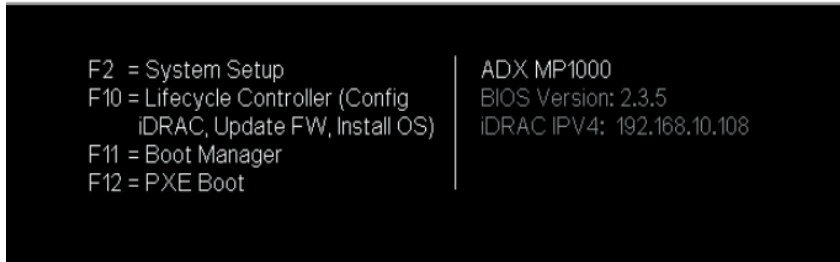 F2 = System Setup
F10 = Lifecycle Controller (Config
iDRAC, Update FW, Install OS)
F11 = Boot Manager
F12 = PXE Boot
ADX MP1000
BIOS Version: 2.3.5
iDRAC IPV4: 192.168.10.108